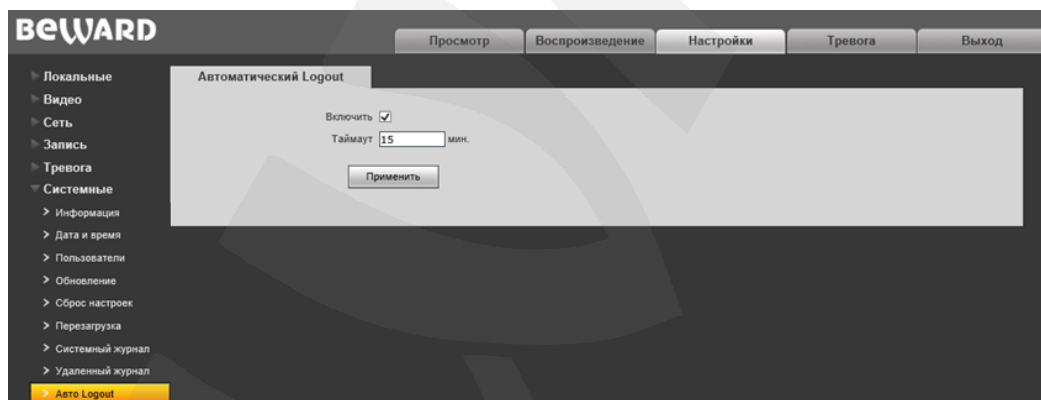 BEWARD
Просмотр Воспроизведение Настройки Тревога Выход
Локальные
Видео
Сеть
Запись
Тревога
Системные
Информация
Дата и время
Пользователи
Обновление
Сброс настроек
Перезагрузка
Системный журнал
Удаленный журнал
Авто Logout
Автоматический Logout
Включить
Таймаут 15 мин.
Применить